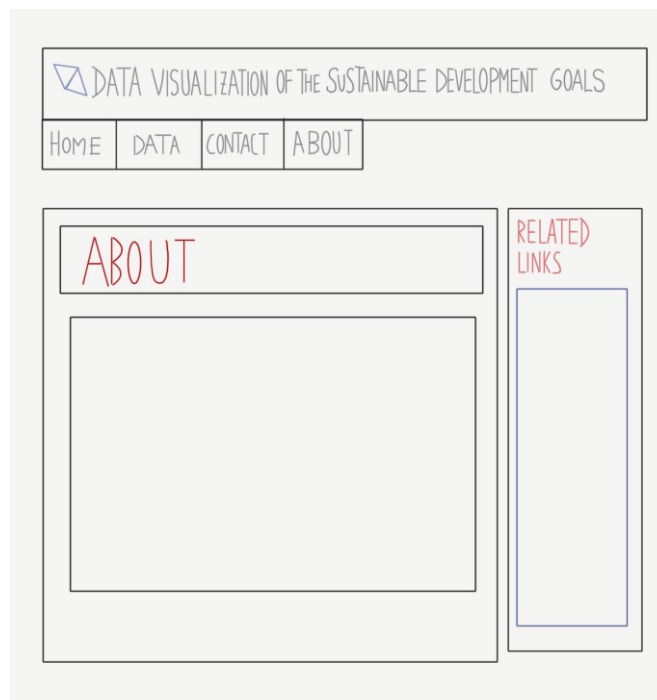 DATA VISUALIZATION OF THE SUSTAINABLE DEVELOPMENT GOALS
HOME DATA CONTACT ABOUT
ABOUT
RELATED
LINKS